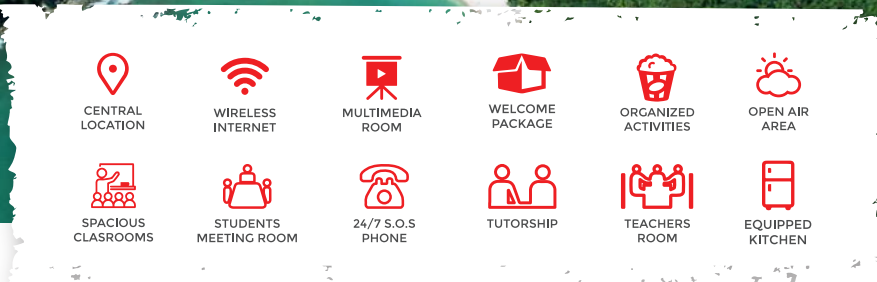 CENTRAL
LOCATION
WIRELESS
INTERNET
MULTIMEDIA
ROOM
WELCOME
PACKAGE
ORGANIZED
ACTIVITIES
OPEN AIR
AREA
SPACIOUS
CLASROOMS
STUDENTS
MEETING ROOM
24/7 S.O.S
PHONE
TUTORSHIP
TEACHERS
ROOM
EQUIPPED
KITCHEN